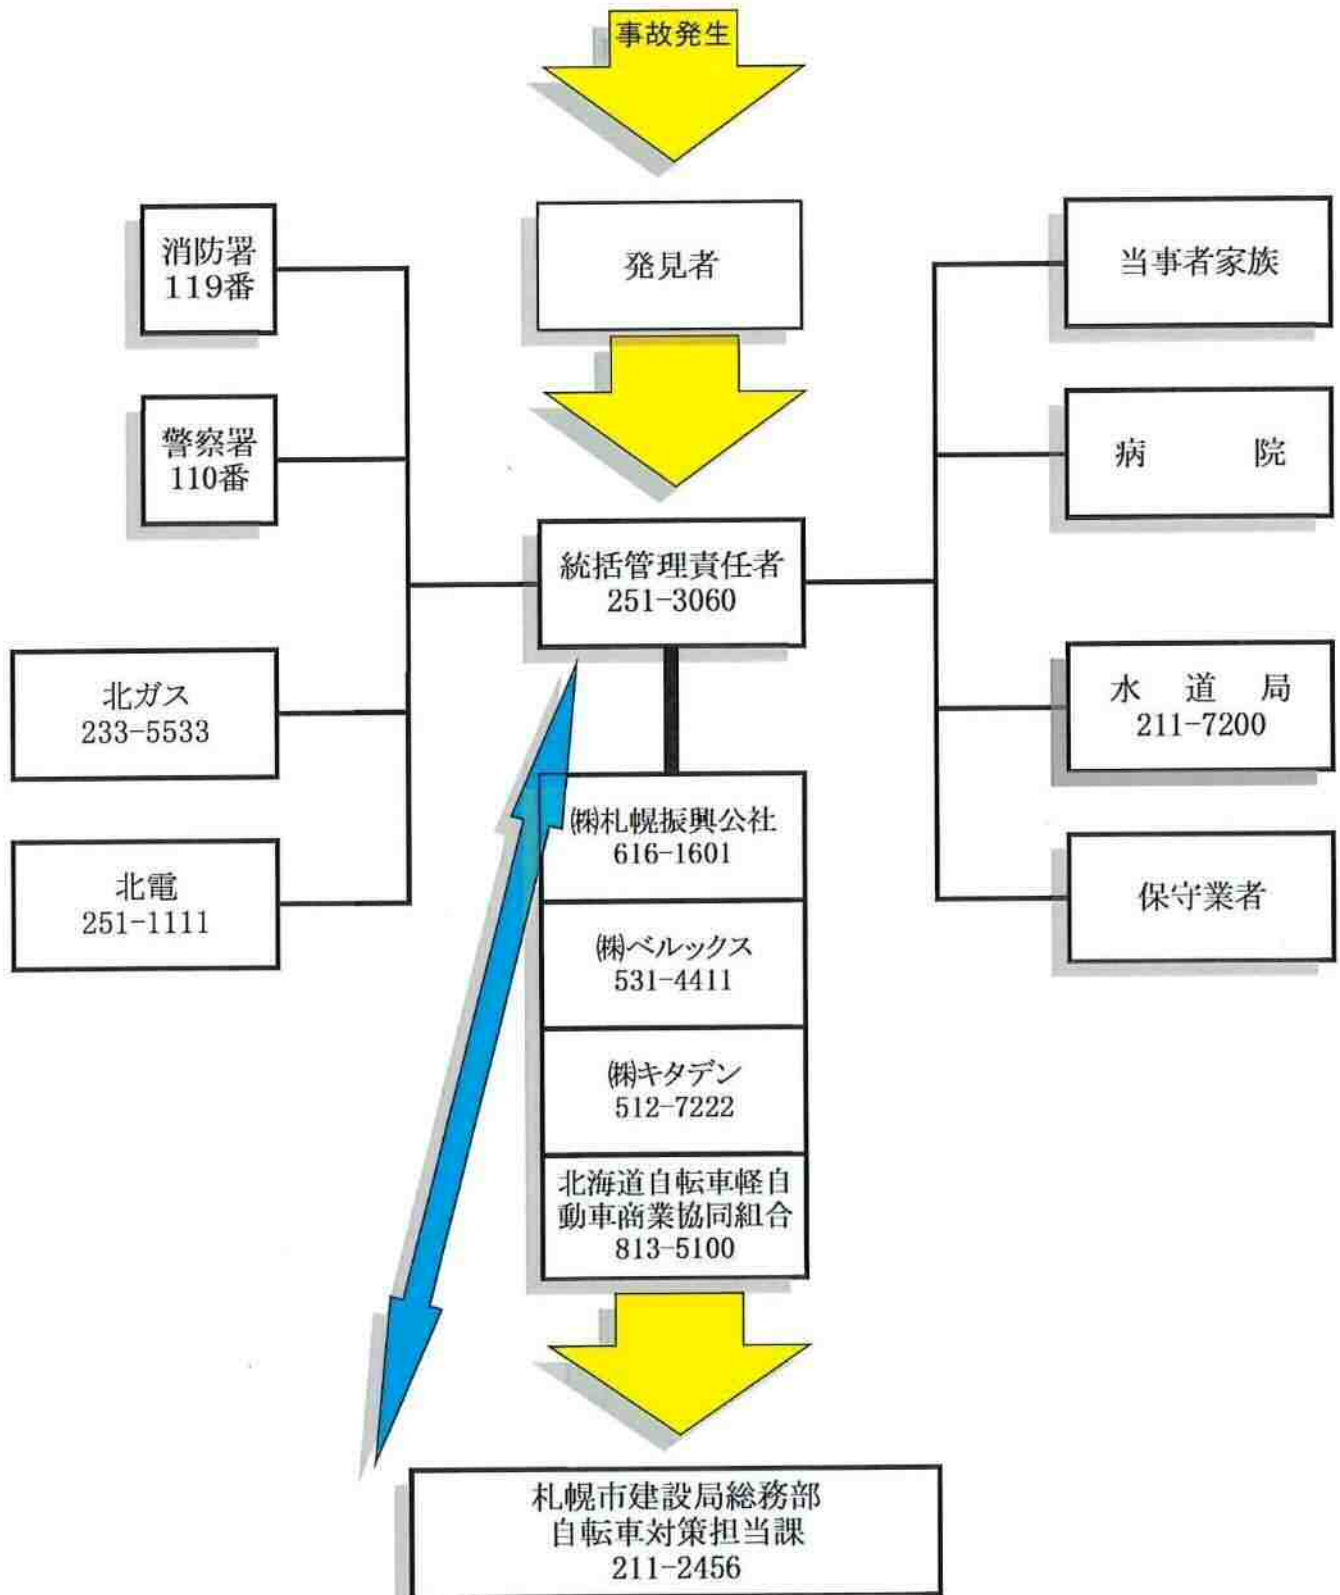 事故発生
消防署
119番
発見者
当事者家族
警察署
110番
病　　院
統括管理責任者
251-3060
北ガス
233-5533
水　道　局
211-7200
北電
251-1111
㈱札幌振興公社
616-1601
保守業者
㈱ベルックス
531-4411
㈱キタデン
512-7222
北海道自転車軽自
動車商業協同組合
813-5100
札幌市建設局総務部
自転車対策担当課
211-2456